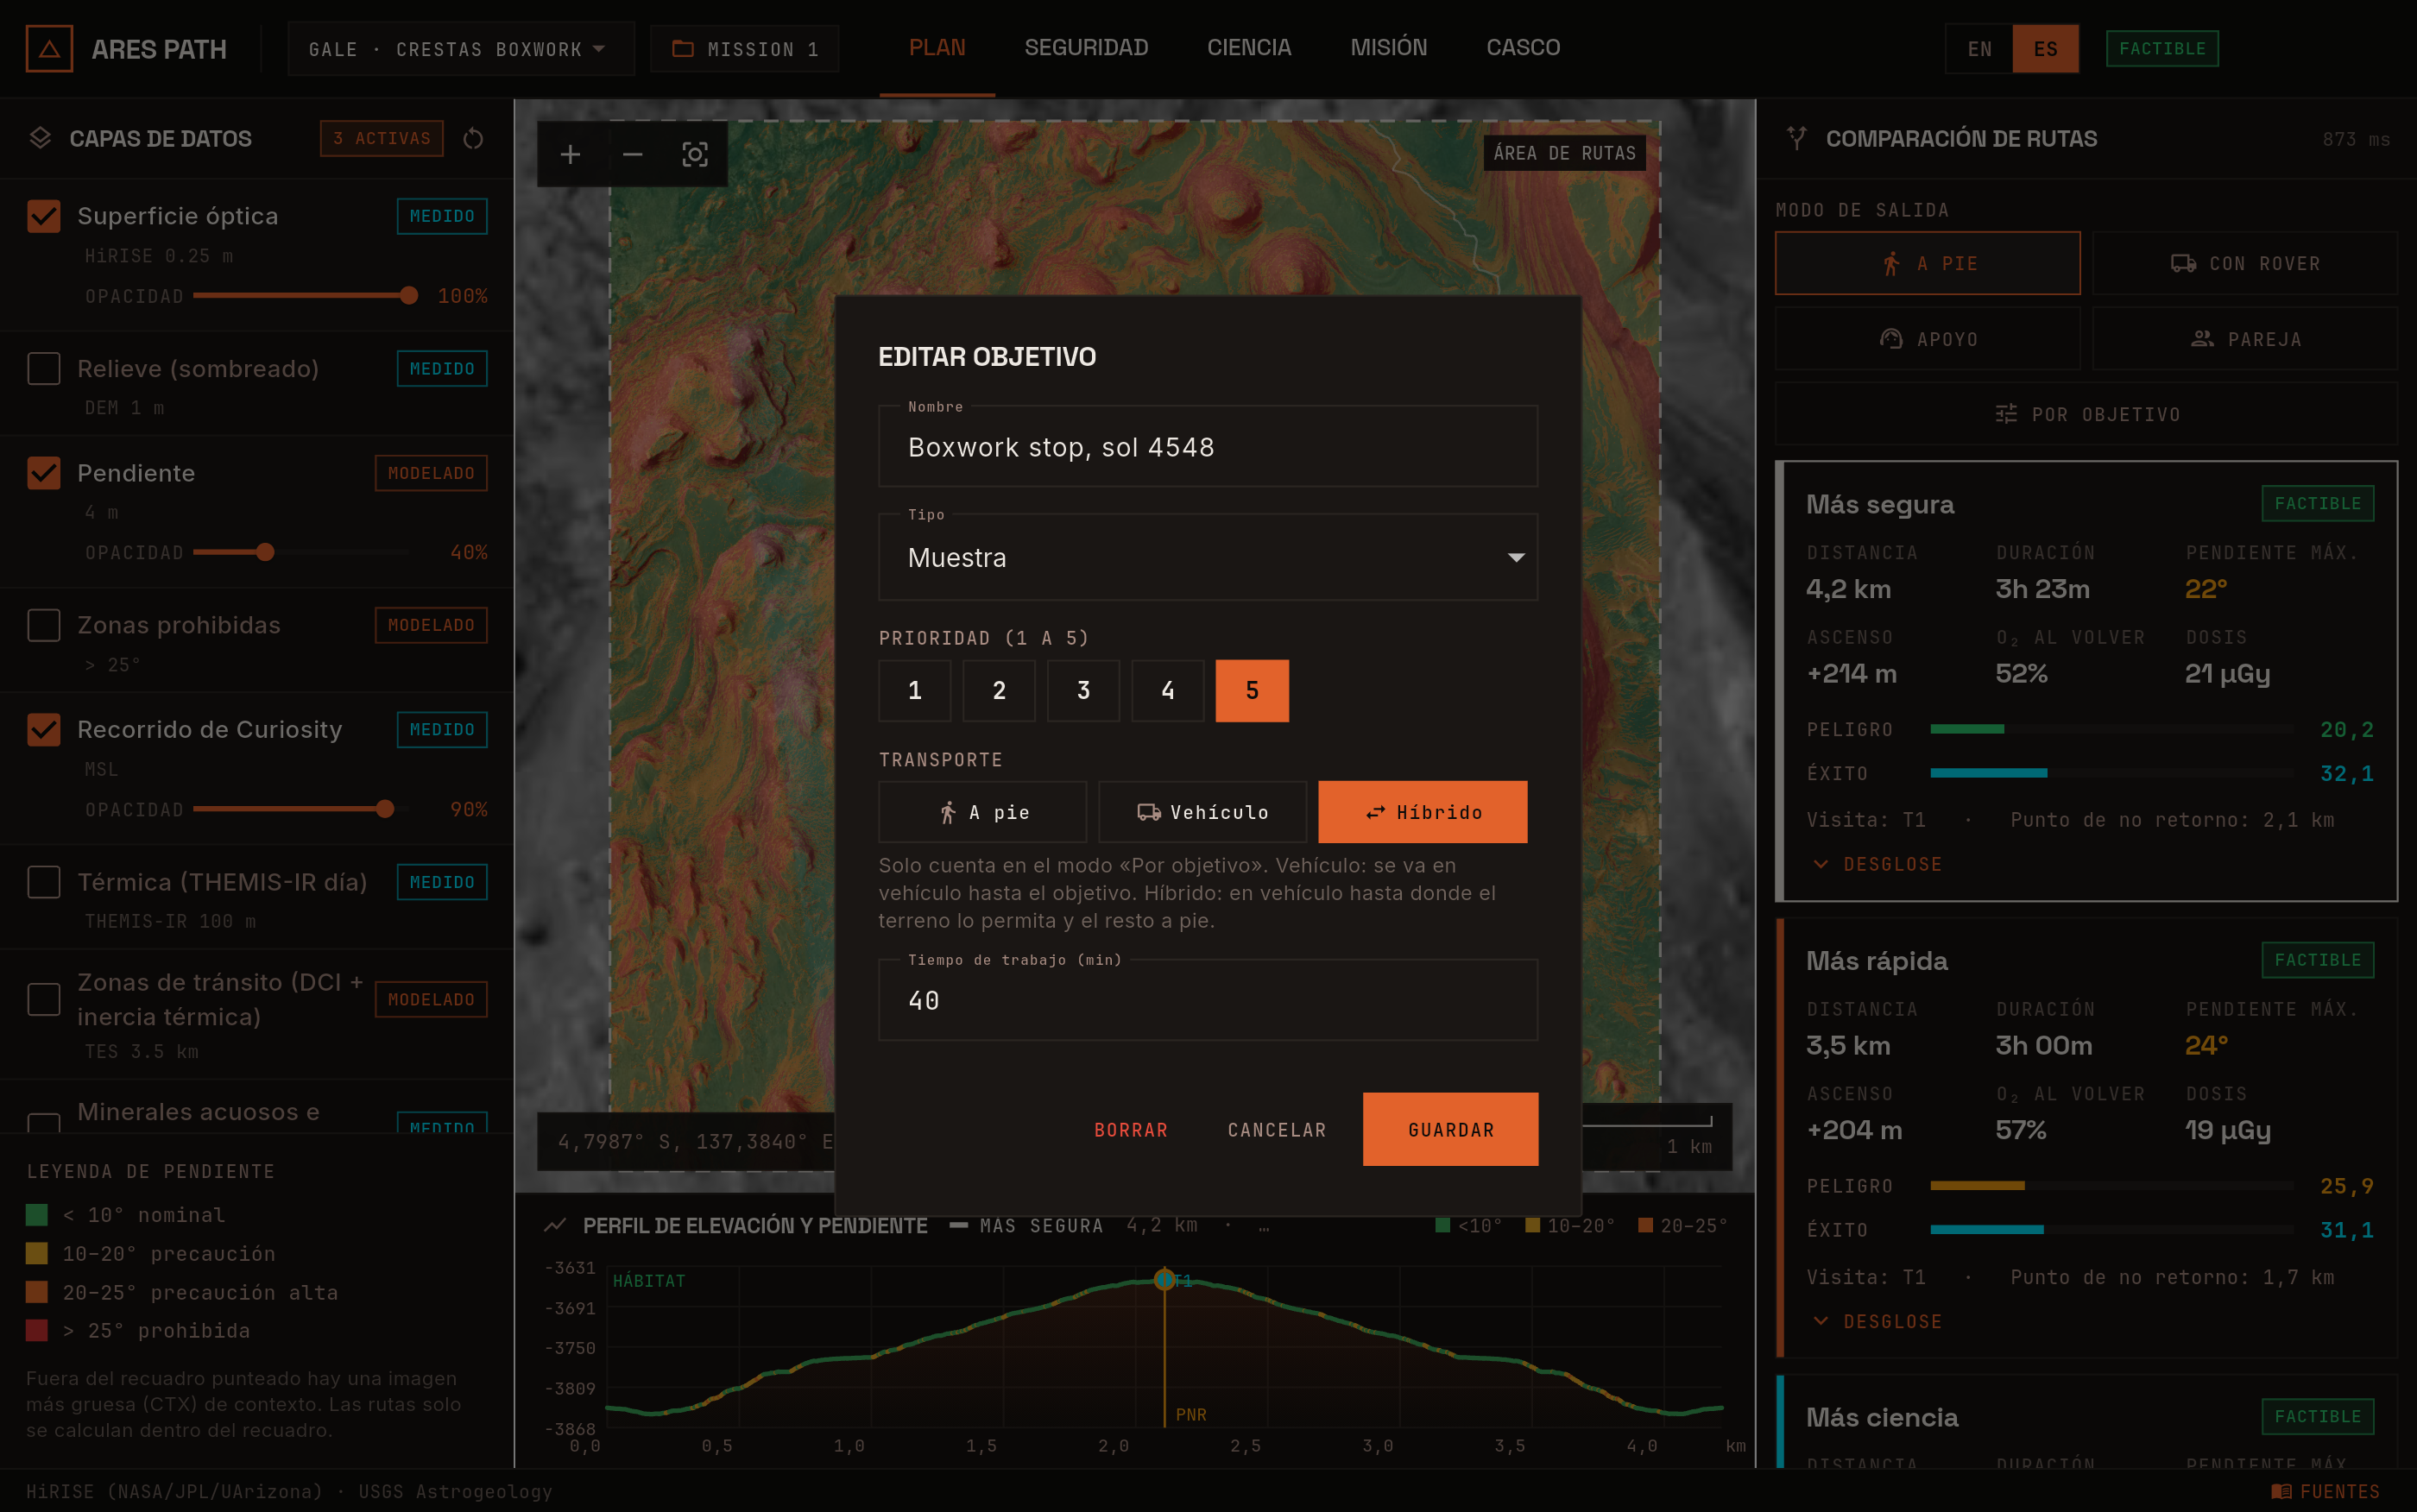 ARES PATH
GALE · CRESTAS BOXWORK
MISSION 1
PLAN
SEGURIDAD
CIENCIA
MISIÓN
CASCO
EN
ES
FACTIBLE
CAPAS DE DATOS
3 ACTIVAS
Superficie óptica
MEDIDO
HiRISE 0.25 m
OPACIDAD
100%
Relieve (sombreado)
MEDIDO
DEM 1 m
Pendiente
MODELADO
4 m
OPACIDAD
40%
Zonas prohibidas
MODELADO
> 25°
Recorrido de Curiosity
MEDIDO
MSL
OPACIDAD
90%
Térmica (THEMIS-IR día)
MEDIDO
THEMIS-IR 100 m
Zonas de tránsito (DCI +
inercia térmica)
MODELADO
TES 3.5 km
Minerales acuosos e
MEDIDO
LEYENDA DE PENDIENTE
< 10° nominal
10–20° precaución
20–25° precaución alta
> 25° prohibida
Fuera del recuadro punteado hay una imagen
más gruesa (CTX) de contexto. Las rutas solo
se calculan dentro del recuadro.
ÁREA DE RUTAS
4,7987° S, 137,3840° E
1 km
EDITAR OBJETIVO
Nombre
Boxwork stop, sol 4548
Tipo
Muestra
PRIORIDAD (1 A 5)
1
2
3
4
5
TRANSPORTE
A pie
Vehículo
Híbrido
Solo cuenta en el modo «Por objetivo». Vehículo: se va en
vehículo hasta el objetivo. Híbrido: en vehículo hasta donde el
terreno lo permita y el resto a pie.
Tiempo de trabajo (min)
40
BORRAR
CANCELAR
GUARDAR
PERFIL DE ELEVACIÓN Y PENDIENTE
MÁS SEGURA
4,2 km · …
<10°
10–20°
20–25°
-3631
-3691
-3750
-3809
-3868
HÁBITAT
T1
PNR
0,0
0,5
1,0
1,5
2,0
2,5
3,0
3,5
4,0
km
COMPARACIÓN DE RUTAS
873 ms
MODO DE SALIDA
A PIE
CON ROVER
APOYO
PAREJA
POR OBJETIVO
Más segura
FACTIBLE
DISTANCIA
DURACIÓN
PENDIENTE MÁX.
4,2 km
3h 23m
22°
ASCENSO
O₂ AL VOLVER
DOSIS
+214 m
52%
21 µGy
PELIGRO
20,2
ÉXITO
32,1
Visita: T1 · Punto de no retorno: 2,1 km
DESGLOSE
Más rápida
FACTIBLE
DISTANCIA
DURACIÓN
PENDIENTE MÁX.
3,5 km
3h 00m
24°
ASCENSO
O₂ AL VOLVER
DOSIS
+204 m
57%
19 µGy
PELIGRO
25,9
ÉXITO
31,1
Visita: T1 · Punto de no retorno: 1,7 km
DESGLOSE
Más ciencia
FACTIBLE
DISTANCIA
DURACIÓN
PENDIENTE MÁX.
HiRISE (NASA/JPL/UArizona) · USGS Astrogeology
FUENTES